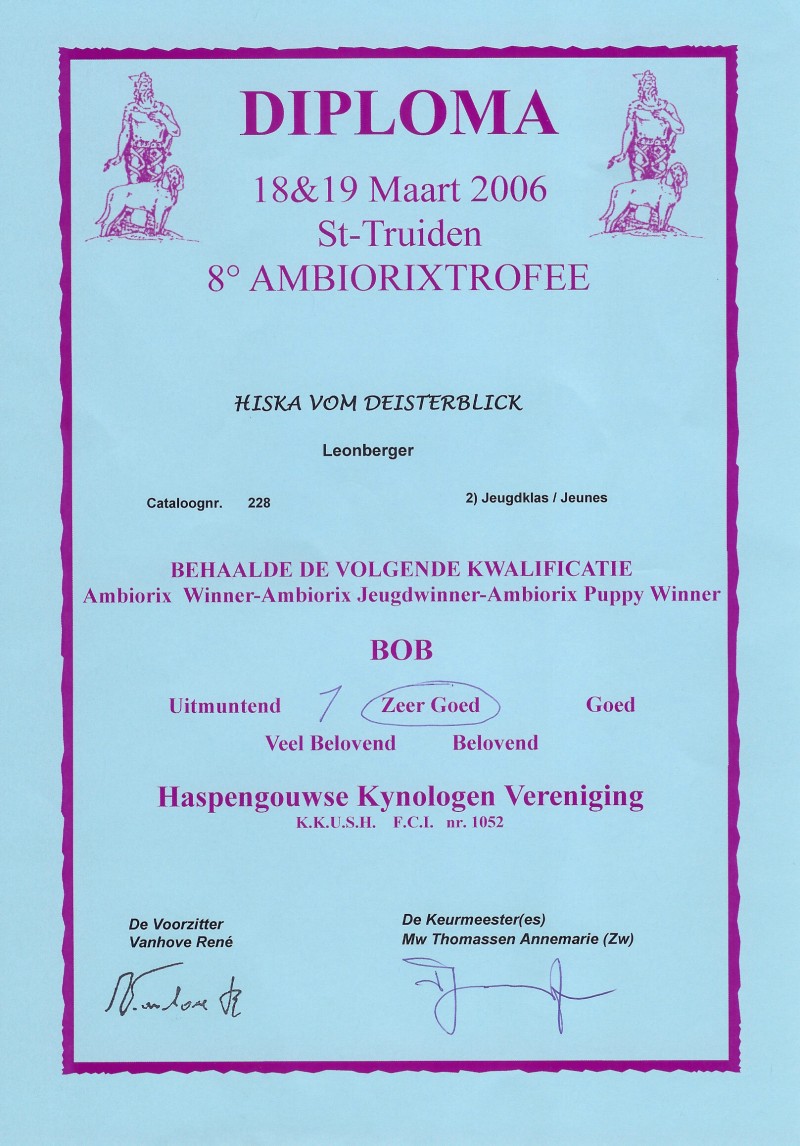 DIPLOMA
18&19 Maart 2006
St-Truiden
8° AMBIORIXTROFEE
HISKA VOM DEISTERBLICK
Leonberger
Cataloognr. 228 2) Jeugdklas / Jeunes
BEHAALDE DE VOLGENDE KWALIFICATIE
Ambiorix Winner-Ambiorix Jeugdwinner-Ambiorix Puppy Winner
BOB
Uitmuntend 1 Zeer Goed Goed
Veel Belovend Belovend
Haspengouwse Kynologen Vereniging
K.K.U.S.H. F.C.I. nr. 1052
De Voorzitter De Keurmeester(es)
Vanhove René Mw Thomassen Annemarie (Zw)